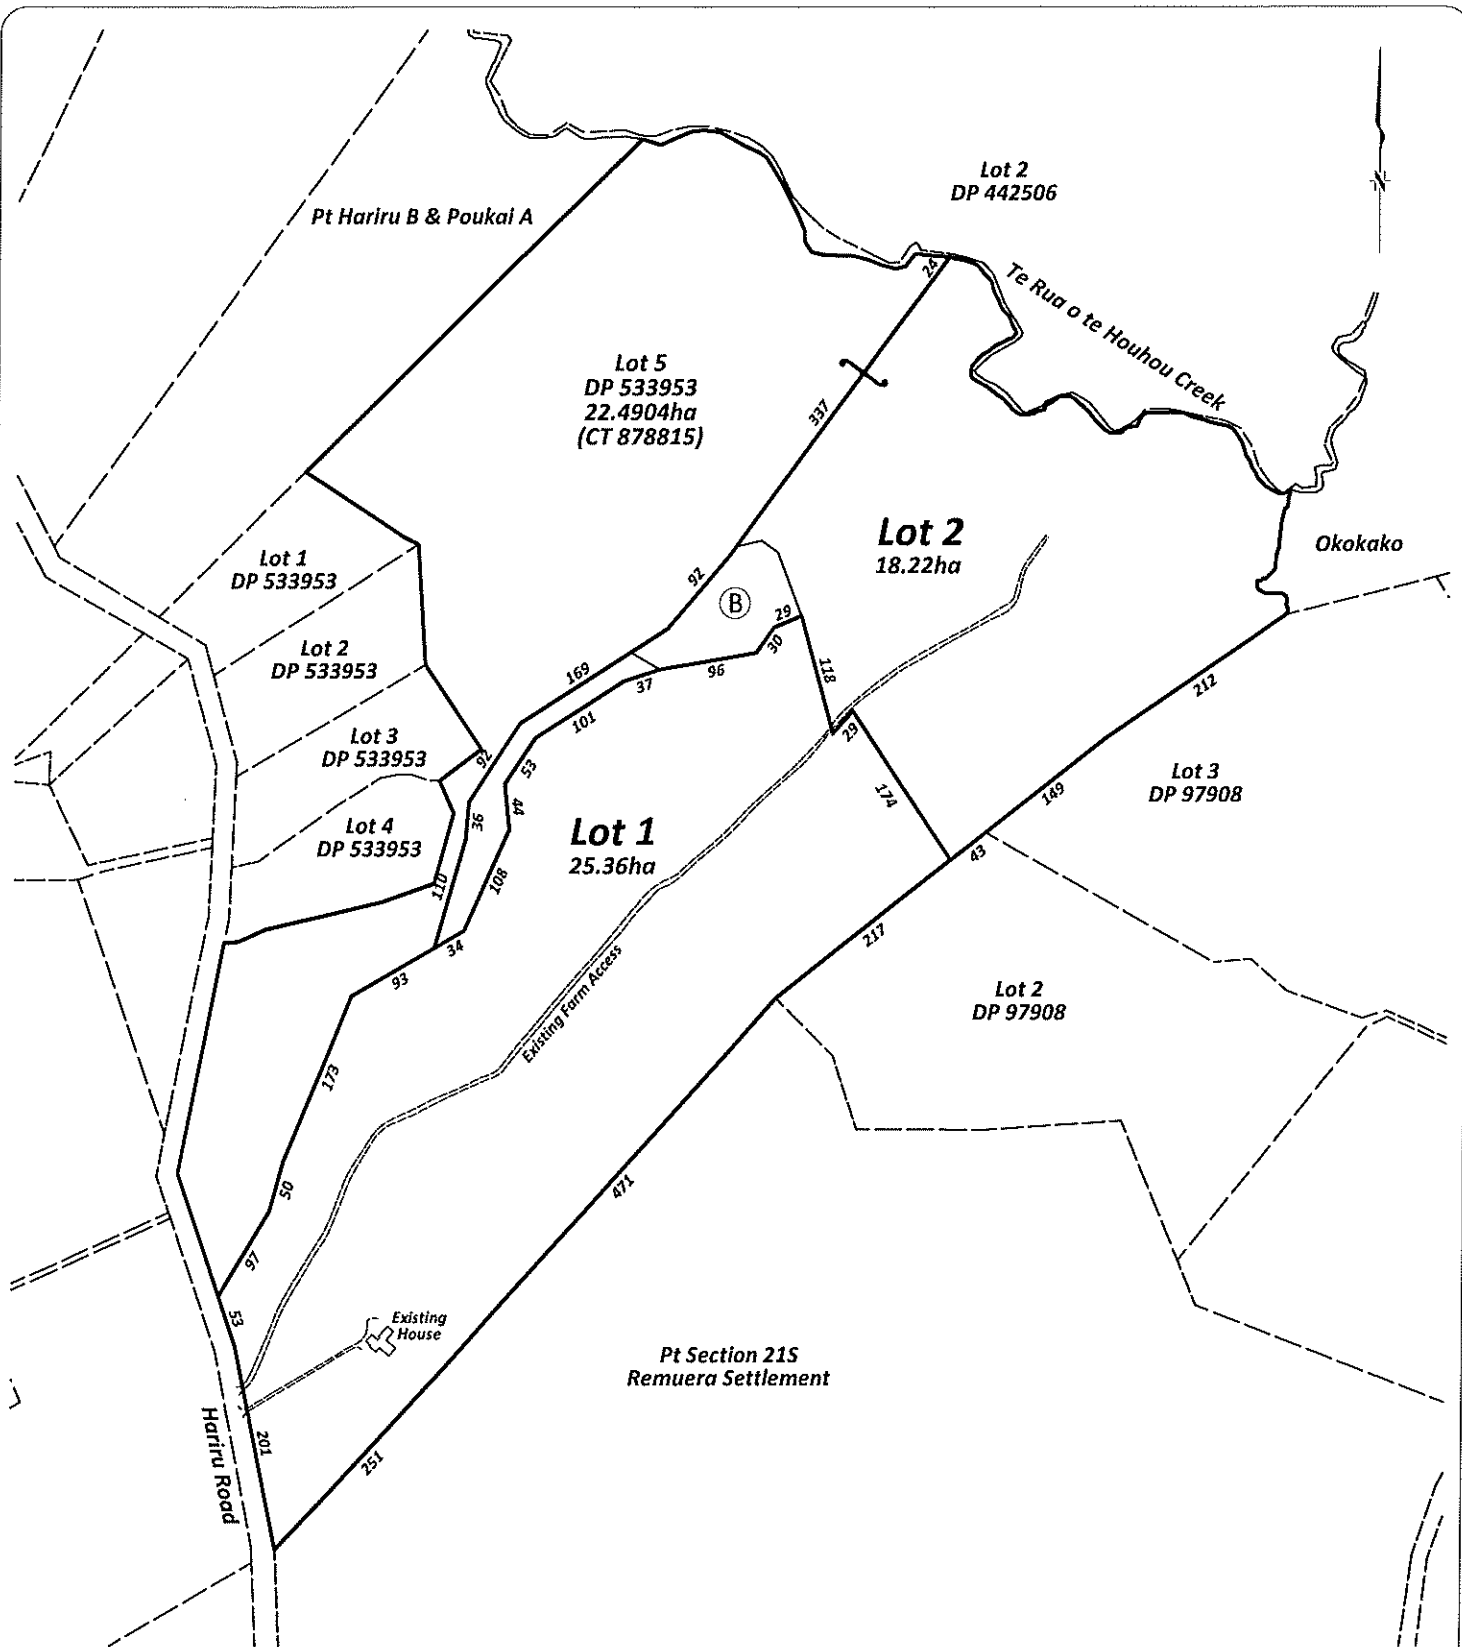 Lot 2
DP 442506
N
Pt Hariru B & Poukai A
24
Te Rua o te Houhou Creek
Lot 5
DP 533953
22.4904ha
(CT 878815)
337
Lot 2
18.22ha
Okokako
Lot 1
DP 533953
92
B
29
30
Lot 2
DP 533953
169
37
96
118
212
101
29
Lot 3
DP 533953
92
53
174
149
Lot 3
DP 97908
Lot 4
DP 533953
36
44
Lot 1
25.36ha
43
110
108
34
217
93
Existing Farm Access
Lot 2
DP 97908
173
50
471
97
53
Existing
House
Pt Section 21S
Remuera Settlement
Hariru Road
201
251